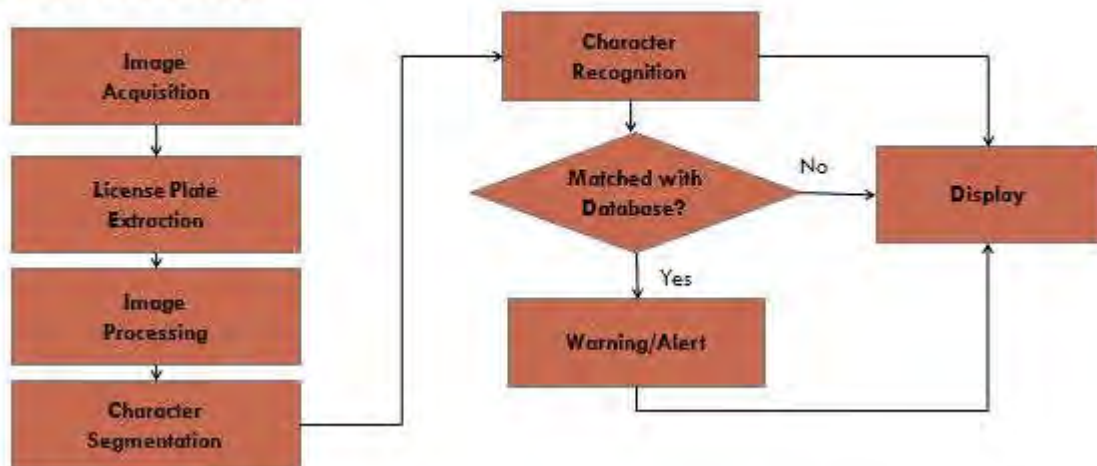 Image
Acquisition
License Plate
Extraction
Image
Processing
Character
Segmentation
Character
Recognition
Matched with
Database?
No
Yes
Warning/Alert
Display